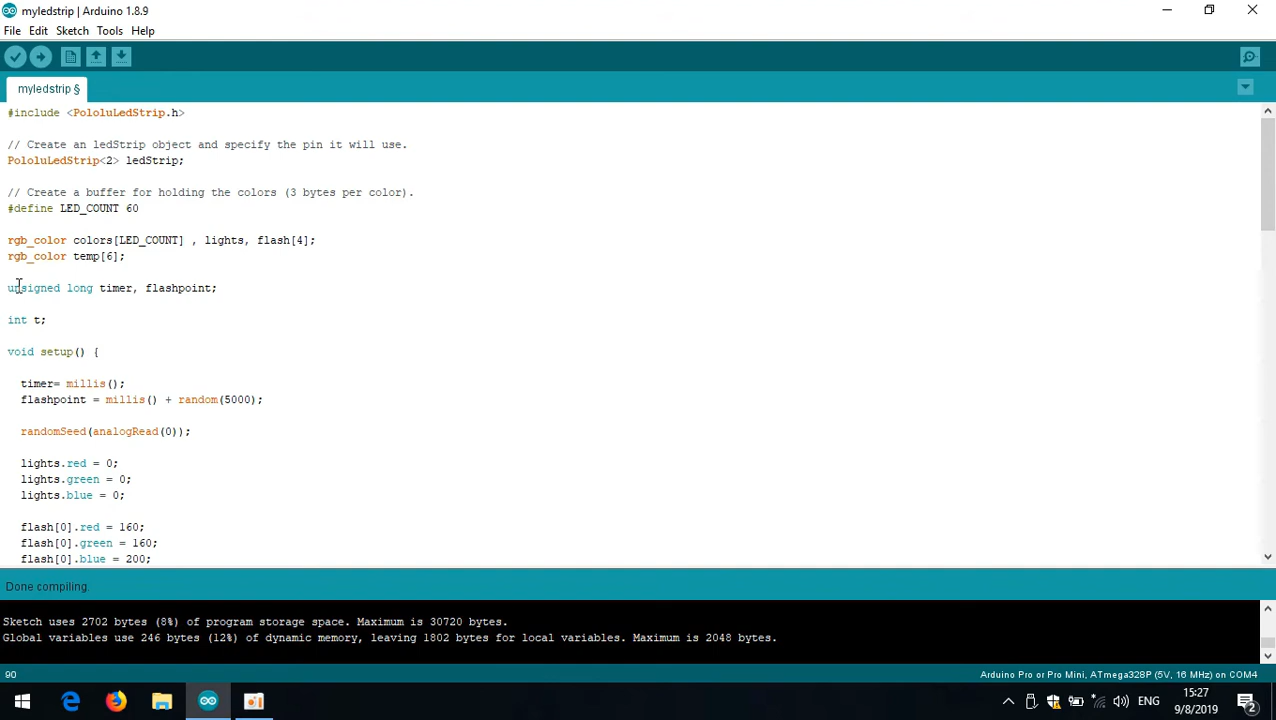 myledstrip | Arduino 1.8.9
File Edit Sketch Tools Help
myledstrip §
#include <PololuLedStrip.h>
// Create an ledStrip object and specify the pin it will use.
PololuLedStrip<2> ledStrip;
// Create a buffer for holding the colors (3 bytes per color).
#define LED_COUNT 60
rgb_color colors[LED_COUNT] , lights, flash[4];
rgb_color temp[6];
unsigned long timer, flashpoint;
int t;
void setup() {
timer= millis();
flashpoint = millis() + random(5000);
randomSeed(analogRead(0));
lights.red = 0;
lights.green = 0;
lights.blue = 0;
flash[0].red = 160;
flash[0].green = 160;
flash[0].blue = 200;
Done compiling.
Sketch uses 2702 bytes (8%) of program storage space. Maximum is 30720 bytes.
Global variables use 246 bytes (12%) of dynamic memory, leaving 1802 bytes for local variables. Maximum is 2048 bytes.
90 Arduino Pro or Pro Mini, ATmega328P (5V, 16 MHz) on COM4
ENG 15:27
9/8/2019 2